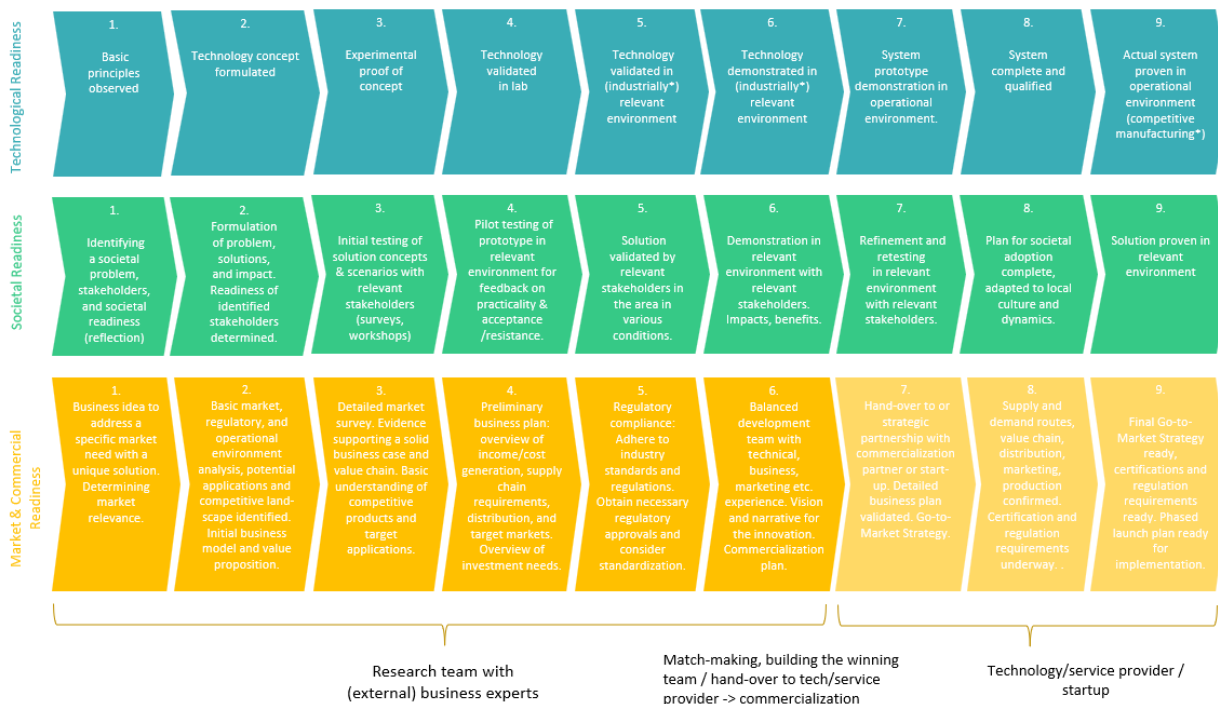 Technological Readiness
1.
Basic
principles
observed
2.
Technology concept
formulated
3.
Experimental
proof of
concept
4.
Technology
validated
in lab
5.
Technology
validated in
(industrially*)
relevant
environment
6.
Technology
demonstrated in
(industrially*)
relevant
environment
7.
System
prototype
demonstration in
operational
environment.
8.
System
complete and
qualified
9.
Actual system
proven in
operational
environment
(competitive
manufacturing*)
Societal Readiness
1.
Identifying
a societal
problem,
stakeholders,
and societal
readiness
(reflection)
2.
Formulation
of problem,
solutions,
and impact.
Readiness of
identified
stakeholders
determined.
3.
Initial testing of
solution concepts
& scenarios with
relevant
stakeholders
(surveys,
workshops)
4.
Pilot testing of
prototype in
relevant
environment for
feedback on
practicality &
acceptance
/resistance.
5.
Solution
validated by
relevant
stakeholders in
the area in
various
conditions.
6.
Demonstration in
relevant
environment with
relevant
stakeholders.
Impacts, benefits.
7.
Refinement and
retesting
in relevant
environment
with relevant
stakeholders.
8.
Plan for societal
adoption
complete,
adapted to local
culture and
dynamics.
9.
Solution proven in
relevant
environment
Market & Commercial
Readiness
1.
Business idea to
address a
specific market
need with a
unique solution.
Determining
market
relevance.
2.
Basic market,
regulatory, and
operational
environment
analysis, potential
applications and
competitive land-
scape identified.
Initial business
model and value
proposition.
3.
Detailed market
survey. Evidence
supporting a solid
business case and
value chain. Basic
understanding of
competitive
products and
target
applications.
4.
Preliminary
business plan:
overview of
income/cost
generation, supply
chain
requirements,
distribution, and
target markets.
Overview of
investment needs.
5.
Regulatory
compliance:
Adhere to
industry
standards and
regulations.
Obtain necessary
regulatory
approvals and
consider
standardization.
6.
Balanced
development
team with
technical,
business,
marketing etc.
experience. Vision
and narrative for
the innovation.
Commercialization
plan.
7.
Hand-over to or
strategic
partnership with
commercialization
partner or start-
up. Detailed
business plan
validated. Go-to-
Market Strategy.
8.
Supply and
demand routes,
value chain,
distribution,
marketing,
production
confirmed.
Certification and
regulation
requirements
underway. .
9.
Final Go-to-
Market Strategy
ready,
certifications and
regulation
requirements
ready. Phased
launch plan ready
for
implementation.
Research team with
(external) business experts
Match-making, building the winning
team / hand-over to tech/service
provider -> commercialization
Technology/service provider /
startup